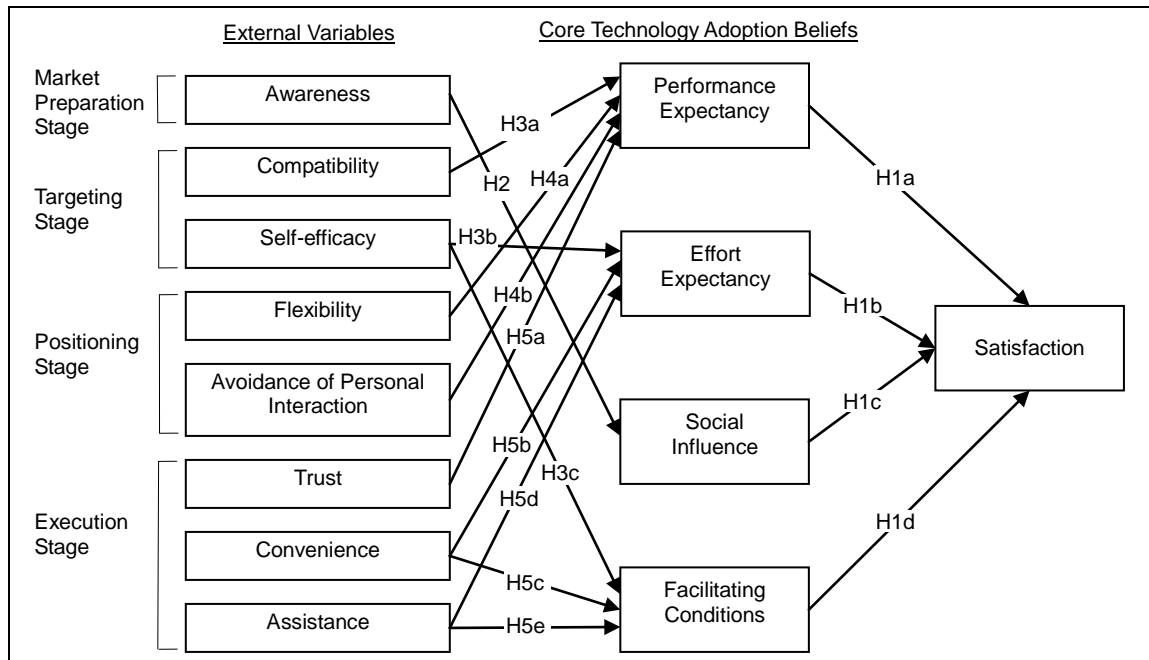 External Variables
Core Technology Adoption Beliefs
Market
Preparation
Stage
Awareness
Performance
Expectancy
H3a
Compatibility
H2
H4a
H1a
Targeting
Stage
Self-efficacy
H3b
Effort
Expectancy
H4b
H1b
Flexibility
H5a
Positioning
Stage
Satisfaction
Avoidance of Personal
Interaction
H1c
Social
Influence
H5b
H3c
Trust
H5d
Execution
Stage
H1d
Convenience
H5c
Facilitating
Conditions
Assistance
H5e